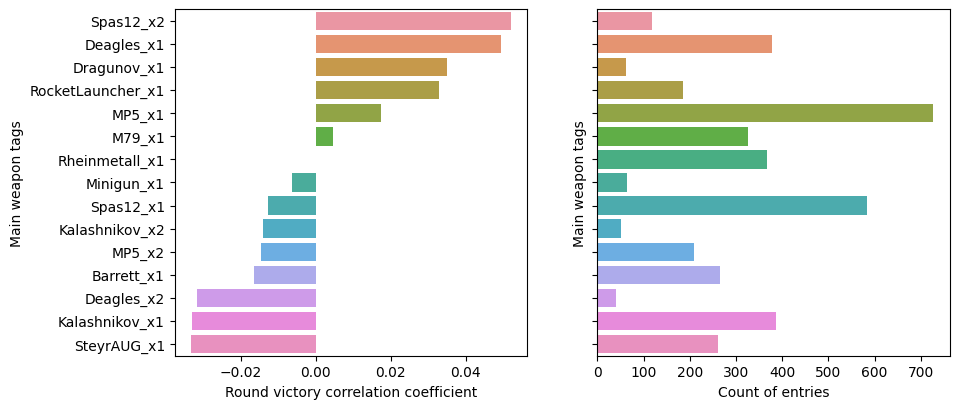 Main weapon tags
Spas12_x2
Deagles_x1
Dragunov_x1
RocketLauncher_x1
MP5_x1
M79_x1
Rheinmetall_x1
Minigun_x1
Spas12_x1
Kalashnikov_x2
MP5_x2
Barrett_x1
Deagles_x2
Kalashnikov_x1
SteyrAUG_x1
−0.02 0.00 0.02 0.04
Round victory correlation coefficient
Main weapon tags
0 100 200 300 400 500 600 700
Count of entries